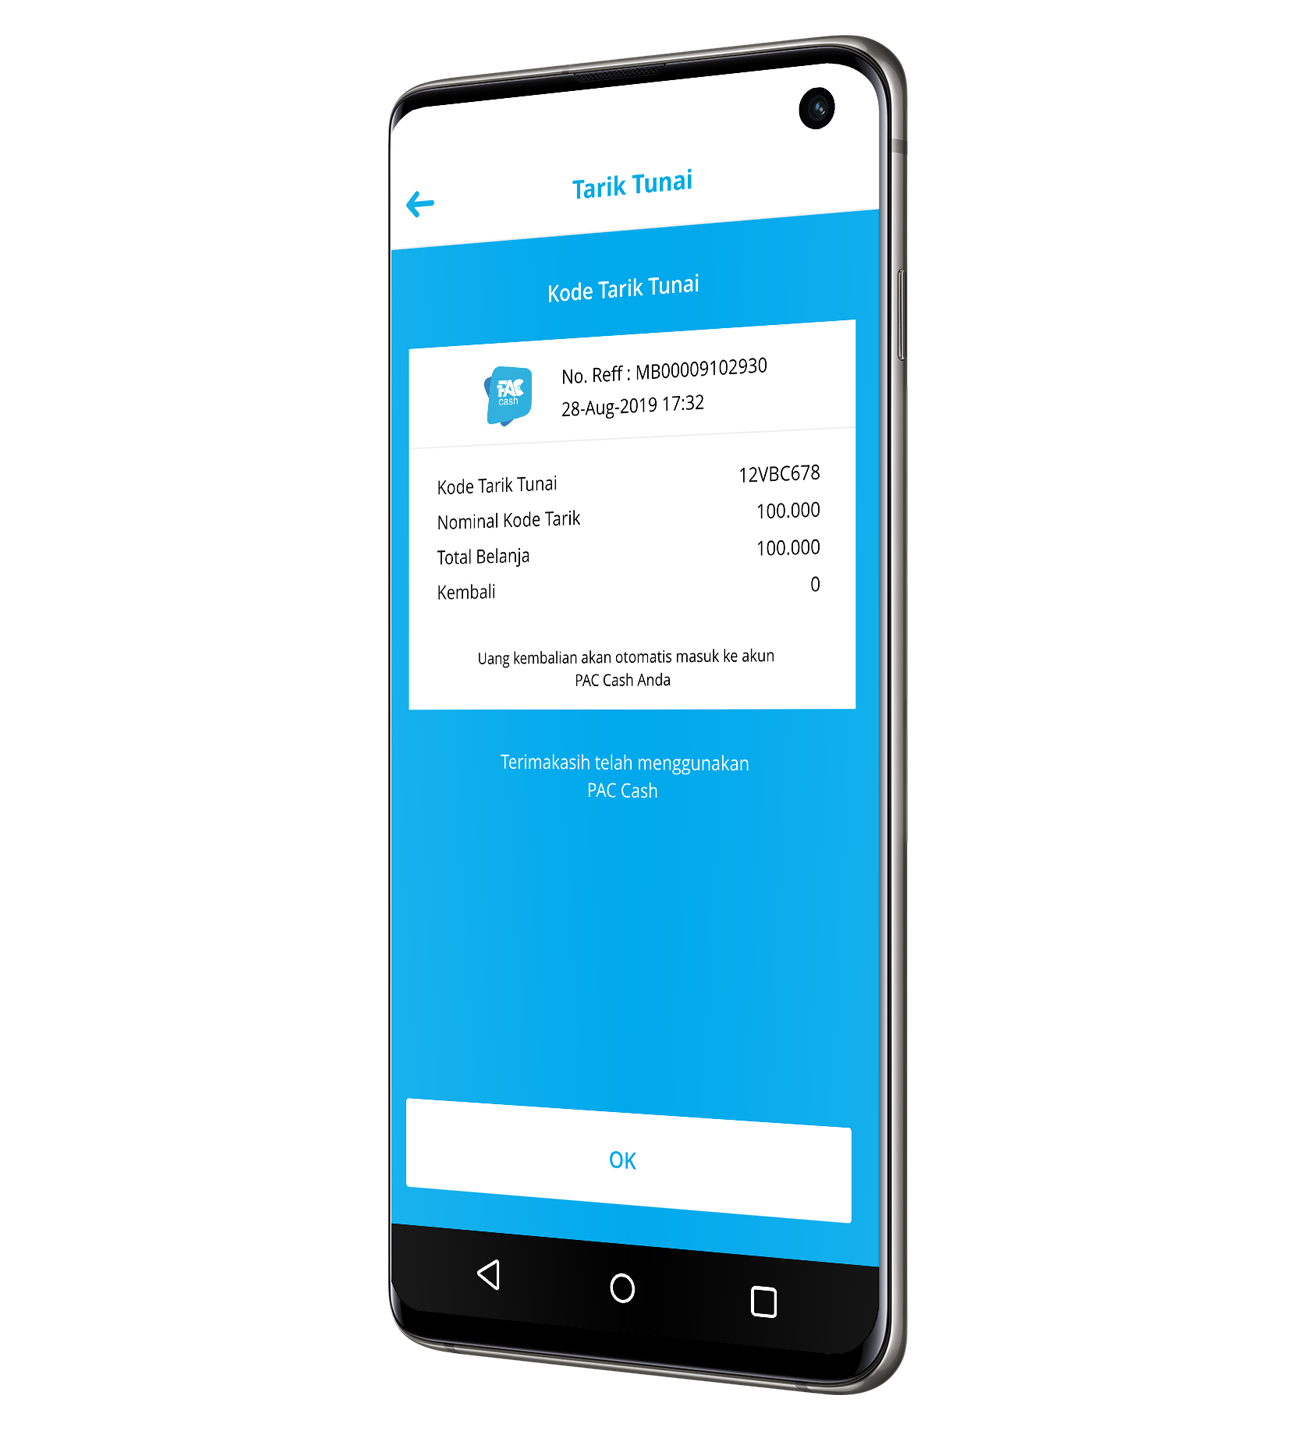 Tarik Tunai
Kode Tarik Tunai
PAC
cash
No. Reff : MB00009102930
28-Aug-2019 17:32
Kode Tarik Tunai 12VBC678
Nominal Kode Tarik 100.000
Total Belanja 100.000
Kembali 0
Uang kembalian akan otomatis masuk ke akun
PAC Cash Anda
Terimakasih telah menggunakan
PAC Cash
OK